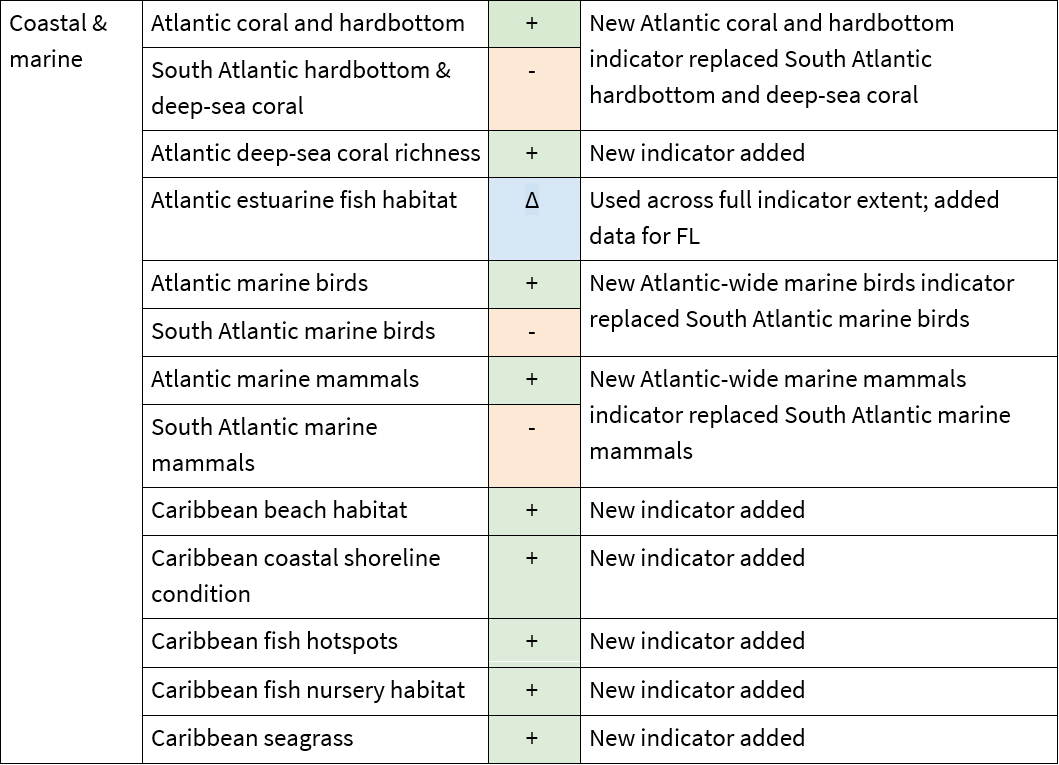 Coastal &
marine
Atlantic coral and hardbottom
+
New Atlantic coral and hardbottom
indicator replaced South Atlantic
hardbottom and deep-sea coral
South Atlantic hardbottom &
deep-sea coral
-
Atlantic deep-sea coral richness
+
New indicator added
Atlantic estuarine fish habitat
Δ
Used across full indicator extent; added
data for FL
Atlantic marine birds
+
New Atlantic-wide marine birds indicator
replaced South Atlantic marine birds
South Atlantic marine birds
-
Atlantic marine mammals
+
New Atlantic-wide marine mammals
indicator replaced South Atlantic marine
mammals
South Atlantic marine
mammals
-
Caribbean beach habitat
+
New indicator added
Caribbean coastal shoreline
condition
+
New indicator added
Caribbean fish hotspots
+
New indicator added
Caribbean fish nursery habitat
+
New indicator added
Caribbean seagrass
+
New indicator added